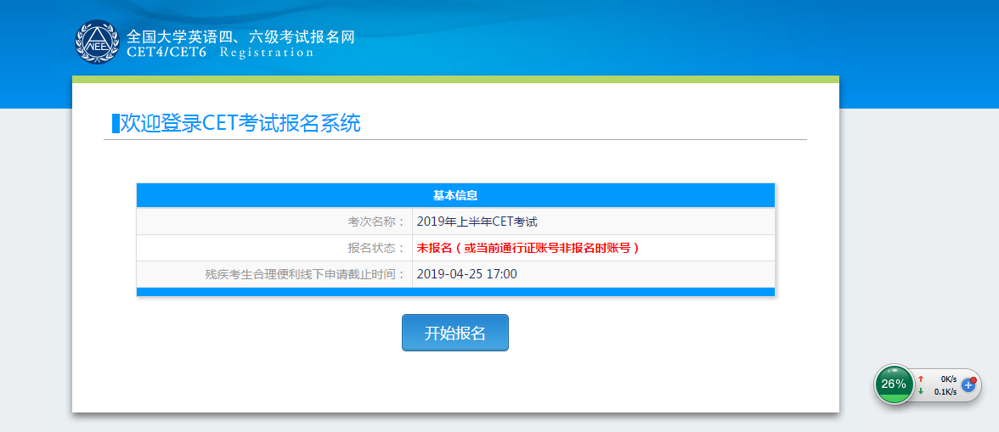 NEE
全国大学英语四、六级考试报名网
CET4/CET6 Registration
欢迎登录CET考试报名系统
基本信息
考次名称： 2019年上半年CET考试
报名状态： 未报名（或当前通行证账号非报名时账号）
残疾考生合理便利线下申请截止时间： 2019-04-25 17:00
开始报名
26%
0K/s
0.1K/s